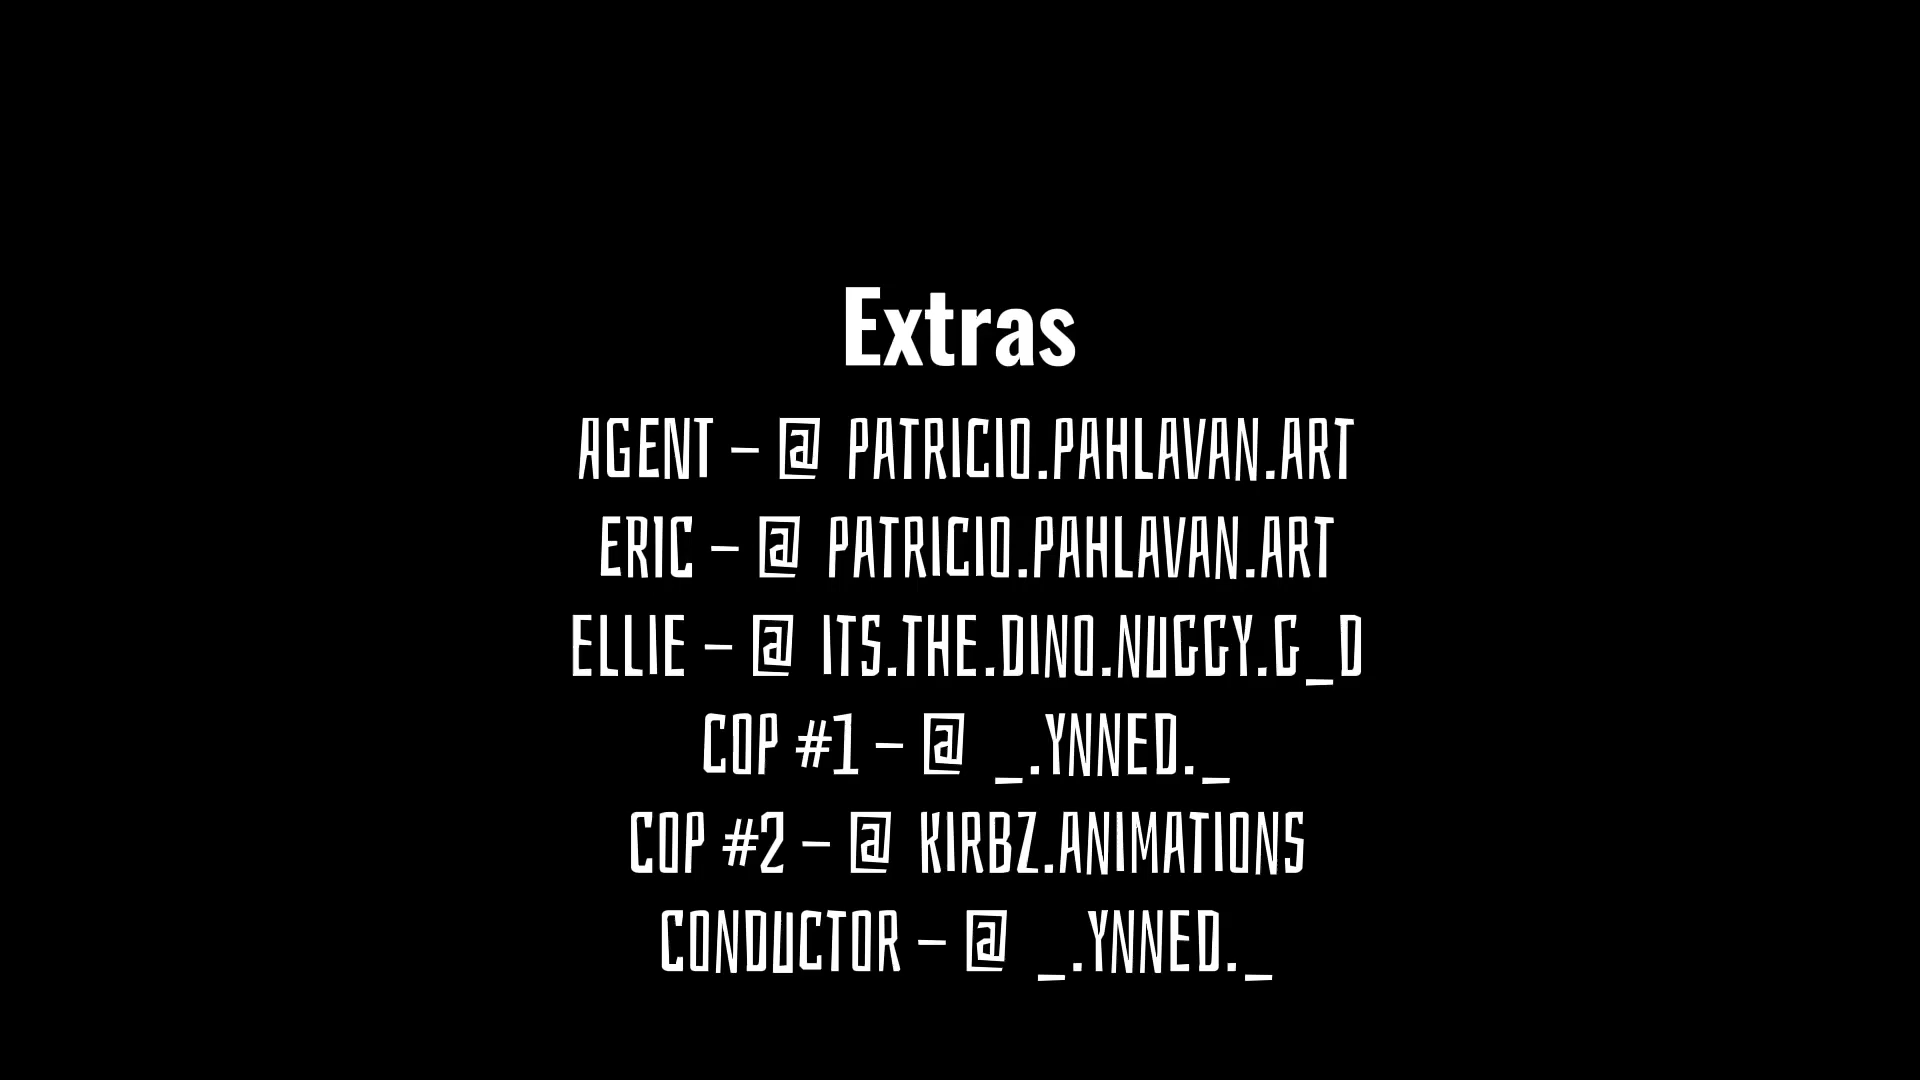 Extras
AGENT – @ PATRICIO.PAHLAVAN.ART
ERIC – @ PATRICIO.PAHLAVAN.ART
ELLIE – @ ITS.THE.DINO.NUGGY.G_D
COP #1 – @ _.YNNED._
COP #2 – @ KIRBZ.ANIMATIONS
CONDUCTOR – @ _.YNNED._